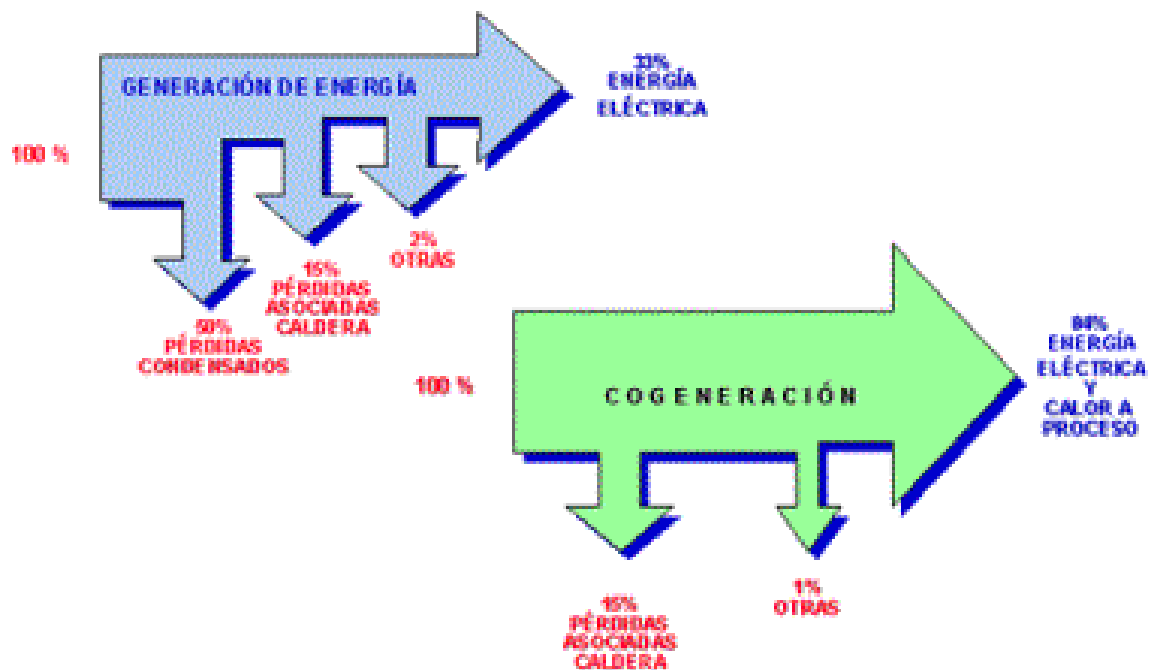 GENERACIÓN DE ENERGÍA
100 %
33%
ENERGÍA
ELÉCTRICA
2%
OTRAS
15%
PÉRDIDAS
ASOCIADAS
CALDERA
50%
PÉRDIDAS
CONDENSADOS
100 %
COGENERACIÓN
84%
ENERGÍA
ELÉCTRICA
Y
CALOR A
PROCESO
15%
PÉRDIDAS
ASOCIADAS
CALDERA
1%
OTRAS